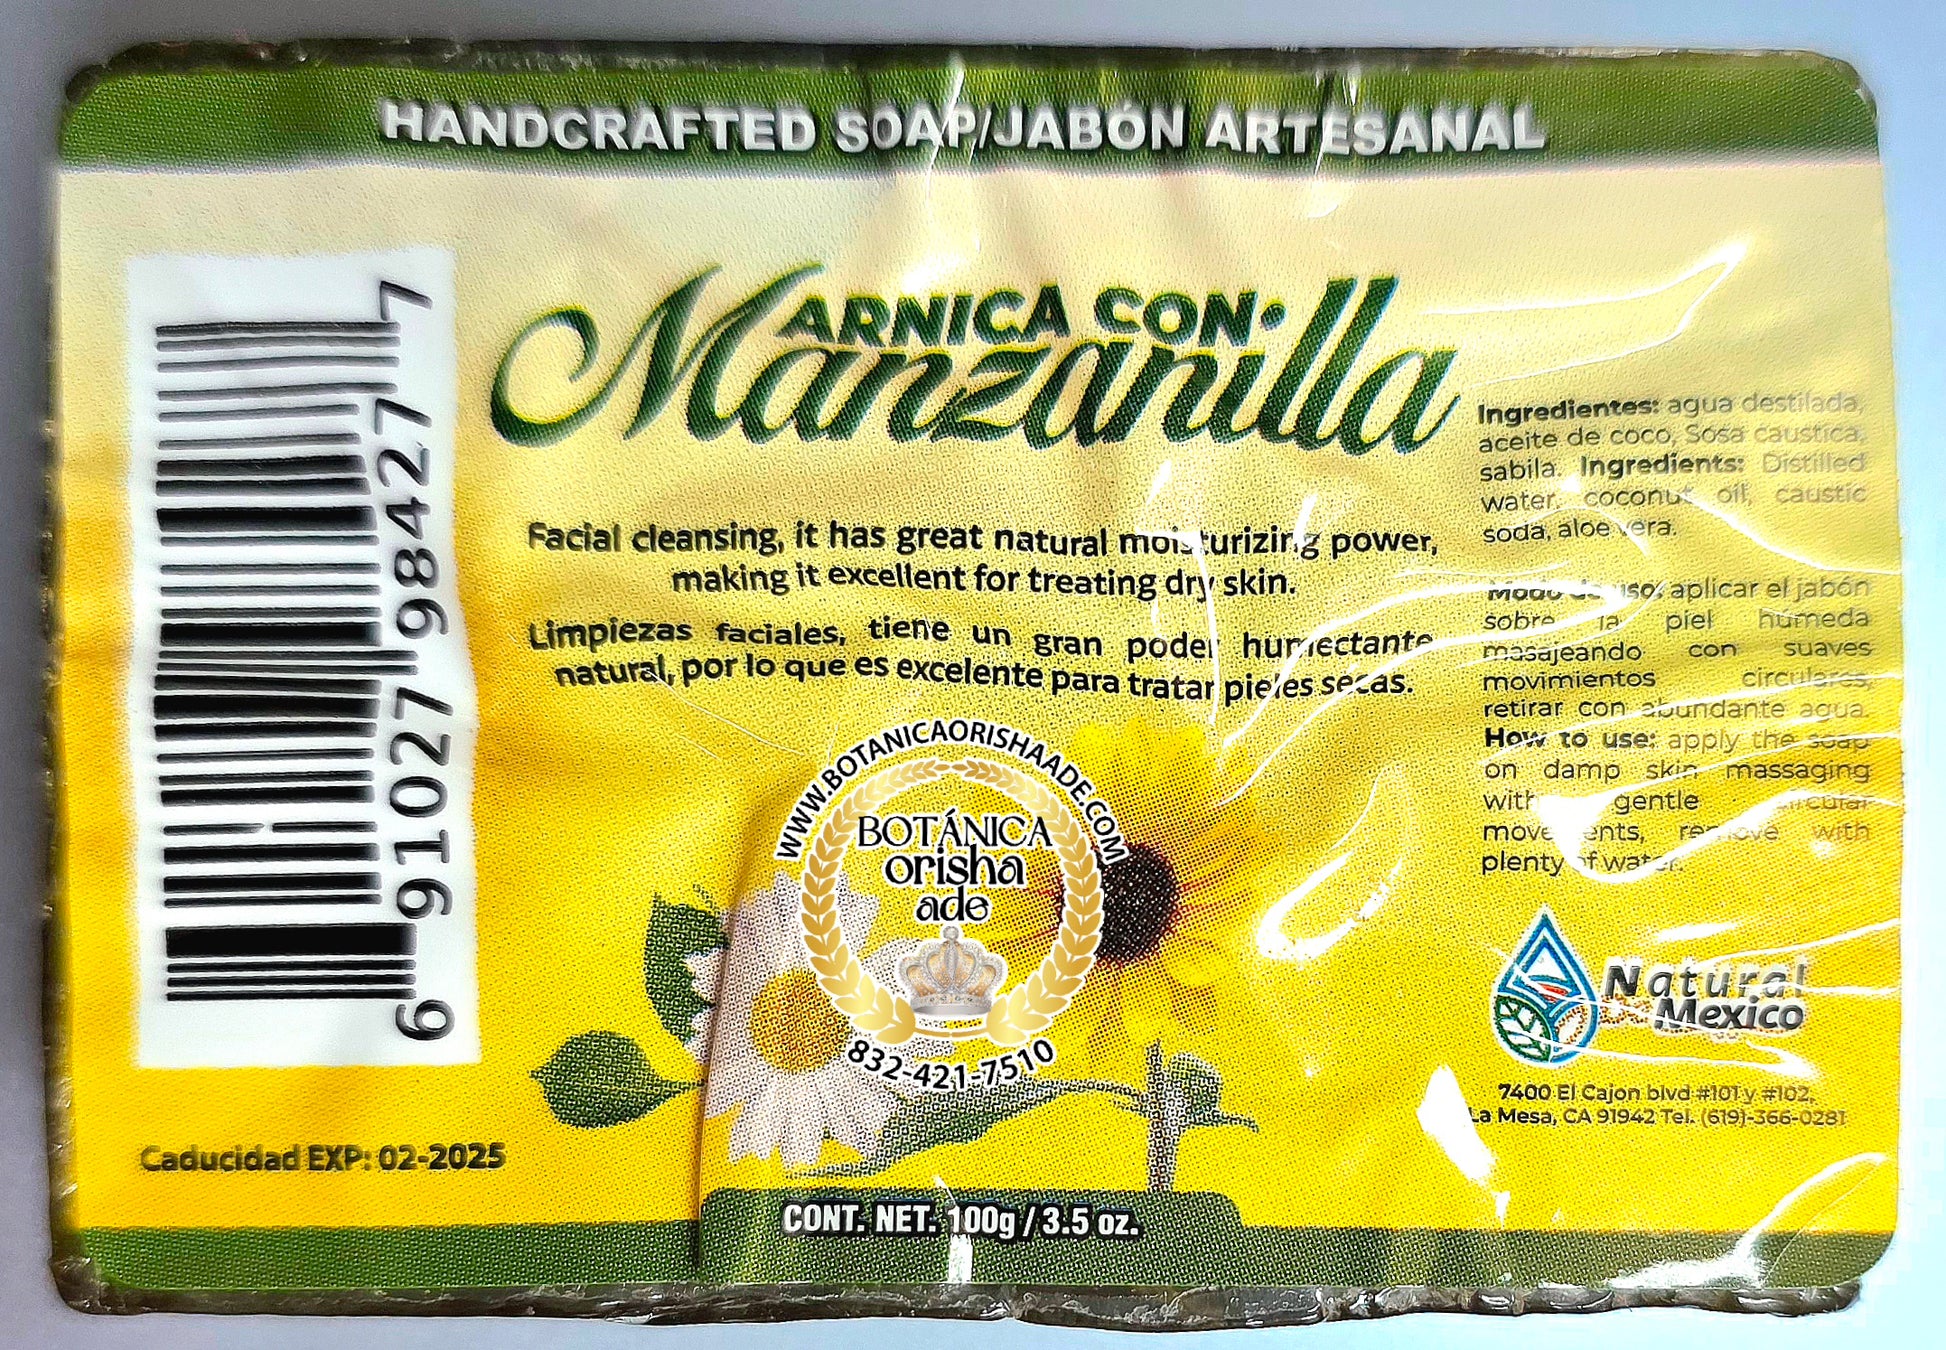 HANDCRAFTED SOAP/JABÓN ARTESANAL
ARNICA CON
Manzanilla
Facial cleansing, it has great natural moisturizing power,
making it excellent for treating dry skin.
Limpiezas faciales, tiene un gran poder humectante
natural, por lo que es excelente para tratar pieles secas.
Ingredientes: agua destilada,
aceite de coco, Sosa caustica,
sabila. Ingredients: Distilled
water, coconut oil, caustic
soda, aloe vera.
Modo de uso: aplicar el jabón
sobre la piel húmeda
masajeando con suaves
movimientos circulares,
retirar con abundante agua.
How to use: apply the soap
on damp skin massaging
with gentle circular
movements, remove with
plenty of water.
Natural
Mexico
7400 El Cajon blvd #101 y #102,
La Mesa, CA 91942 Tel. (619)-366-0281
6 91027 98427 7
Caducidad EXP: 02-2025
CONT. NET. 100g / 3.5 oz.
WWW.BOTANICAORISHAADE.COM
BOTÁNICA
orisha
ade
832-421-7510